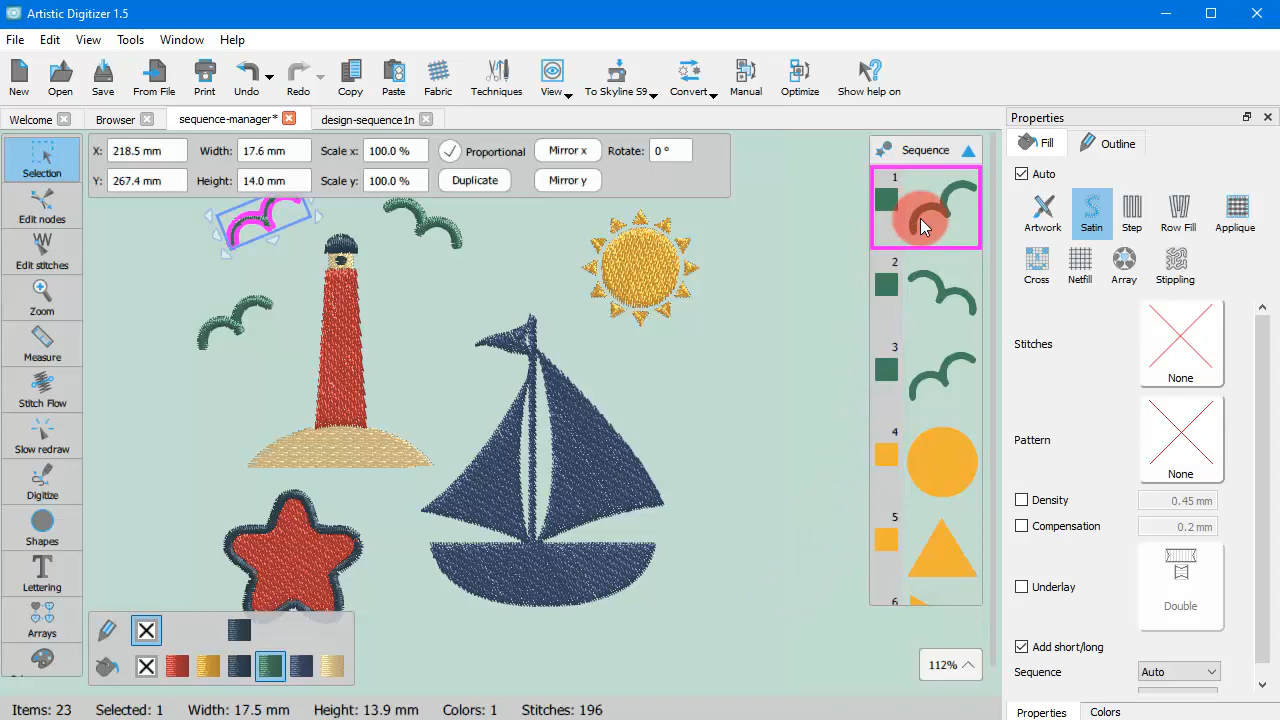 Artistic Digitizer 1.5
File Edit View Tools Window Help
New Open Save From File Print Undo Redo Copy Paste Fabric Techniques View To Skyline S9 Convert Manual Optimize Show help on
Welcome Browser sequence-manager* design-sequence1n
Properties
Selection
X: 218.5 mm Width: 17.6 mm Scale x: 100.0 % Proportional Mirror x Rotate: 0 °
Y: 267.4 mm Height: 14.0 mm Scale y: 100.0 % Duplicate Mirror y
Sequence
Fill Outline
Auto
Artwork Satin Step Row Fill Applique
Cross Netfill Array Stippling
Edit nodes
Edit stitches
Zoom
Measure
Stitch Flow
Slow redraw
Digitize
Shapes
Lettering
Arrays
1
2
3
4
5
6
Stitches
None
Pattern
None
Density 0.45 mm
Compensation 0.2 mm
Underlay
Double
Add short/long
Sequence Auto
112%
Items: 23 Selected: 1 Width: 17.5 mm Height: 13.9 mm Colors: 1 Stitches: 196
Properties Colors